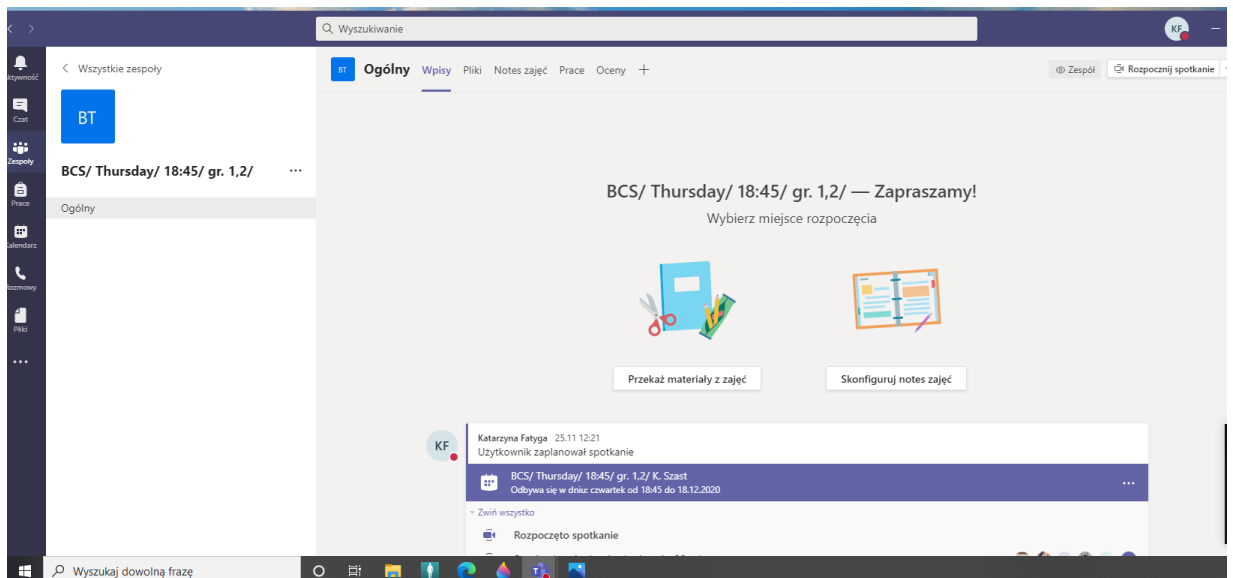 Wyszukiwanie
KF
Czat
Zespoły
Prace
Pliki
Wszystkie zespoły
BT
BCS/ Thursday/ 18:45/ gr. 1,2/
Ogólny
BT Ogólny Wpisy Pliki Notes zajęć Prace Oceny
Zespół Rozpocznij spotkanie
BCS/ Thursday/ 18:45/ gr. 1,2/ — Zapraszamy!
Wybierz miejsce rozpoczęcia
Przekaż materiały z zajęć
Skonfiguruj notes zajęć
KF
Katarzyna Fatyga 25.11 12:21
Użytkownik zaplanował spotkanie
BCS/ Thursday/ 18:45/ gr. 1,2/ K. Szast
Odbywa się w dniu: czwartek od 18:45 do 18.12.2020
Zwiń wszystko
Rozpoczęto spotkanie
Wyszukaj dowolną frazę